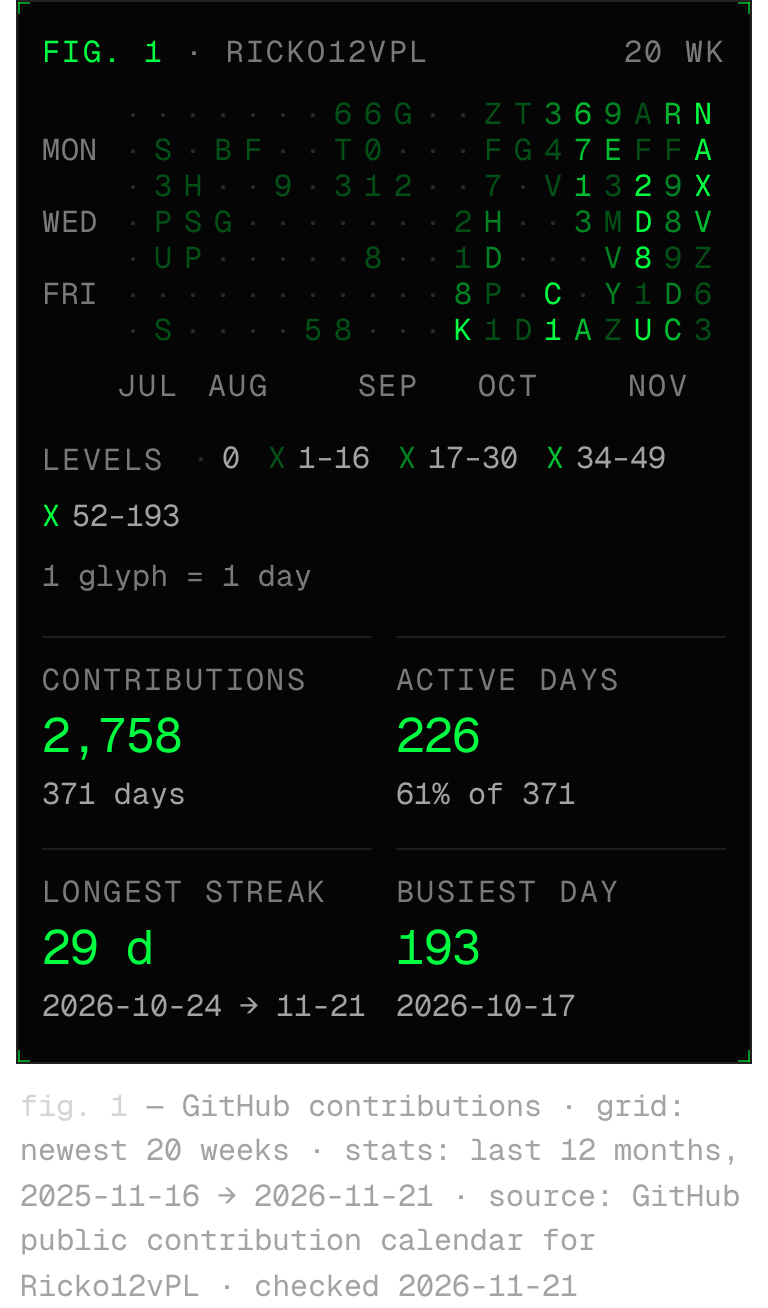 FIG. 1 · RICKO12VPL 20 WK
· · · · · · · 6 6 G · · Z T 3 6 9 A R N
MON · S · B F · · T 0 · · · F G 4 7 E F F A
· 3 H · · 9 · 3 1 2 · · 7 · V 1 3 2 9 X
WED · P S G · · · · · · · 2 H · · 3 M D 8 V
· U P · · · · · 8 · · 1 D · · · V 8 9 Z
FRI · · · · · · · · · · · 8 P · C · Y 1 D 6
· S · · · · 5 8 · · · K 1 D 1 A Z U C 3
JUL AUG SEP OCT NOV
LEVELS · 0 X 1–16 X 17–30 X 34–49
X 52–193
1 glyph = 1 day
CONTRIBUTIONS
2,758
371 days
ACTIVE DAYS
226
61% of 371
LONGEST STREAK
29 d
2026-10-24 → 11-21
BUSIEST DAY
193
2026-10-17
fig. 1 — GitHub contributions · grid:
newest 20 weeks · stats: last 12 months,
2025-11-16 → 2026-11-21 · source: GitHub
public contribution calendar for
Ricko12vPL · checked 2026-11-21